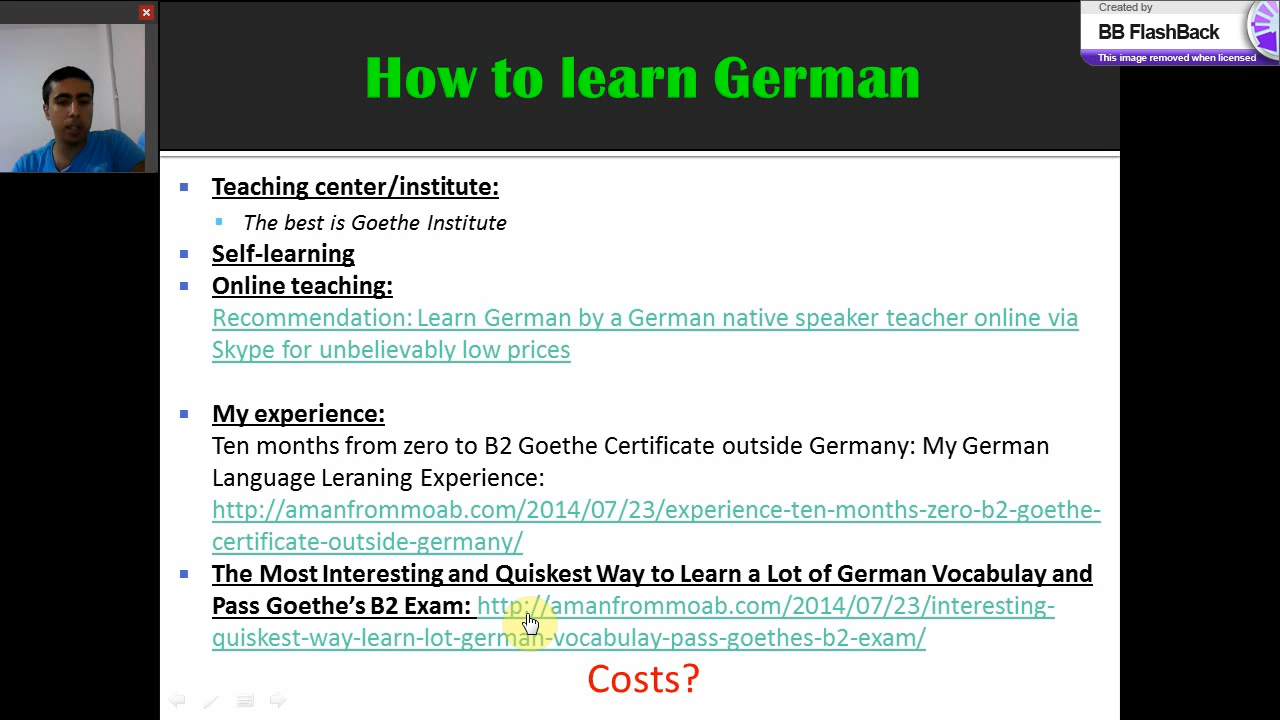 Created by
BB FlashBack
This image removed when licensed
How to learn German
Teaching center/institute:
The best is Goethe Institute
Self-learning
Online teaching:
Recommendation: Learn German by a German native speaker teacher online via
Skype for unbelievably low prices
My experience:
Ten months from zero to B2 Goethe Certificate outside Germany: My German
Language Leraning Experience:
http://amanfrommoab.com/2014/07/23/experience-ten-months-zero-b2-goethe-
certificate-outside-germany/
The Most Interesting and Quiskest Way to Learn a Lot of German Vocabulay and
Pass Goethe's B2 Exam: http://amanfrommoab.com/2014/07/23/interesting-
quiskest-way-learn-lot-german-vocabulay-pass-goethes-b2-exam/
Costs?